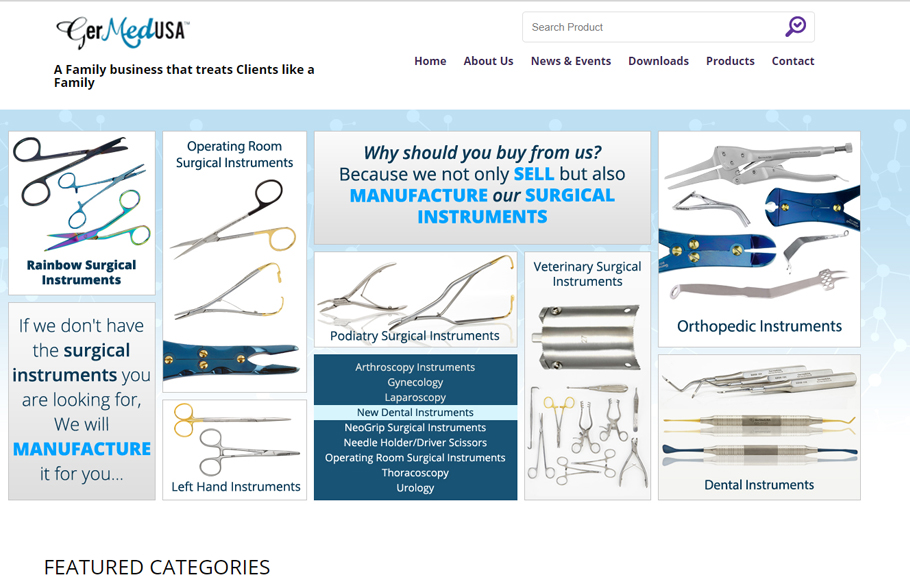 GerMedUSA™
A Family business that treats Clients like a
Family
Search Product
Home About Us News & Events Downloads Products Contact
Rainbow Surgical
Instruments
If we don't have
the surgical
instruments you
are looking for,
We will
MANUFACTURE
it for you...
Operating Room
Surgical Instruments
Left Hand Instruments
Why should you buy from us?
Because we not only SELL but also
MANUFACTURE our SURGICAL
INSTRUMENTS
Podiatry Surgical Instruments
Arthroscopy Instruments
Gynecology
Laparoscopy
New Dental Instruments
NeoGrip Surgical Instruments
Needle Holder/Driver Scissors
Operating Room Surgical Instruments
Thoracoscopy
Urology
Veterinary Surgical
Instruments
Orthopedic Instruments
Dental Instruments
FEATURED CATEGORIES